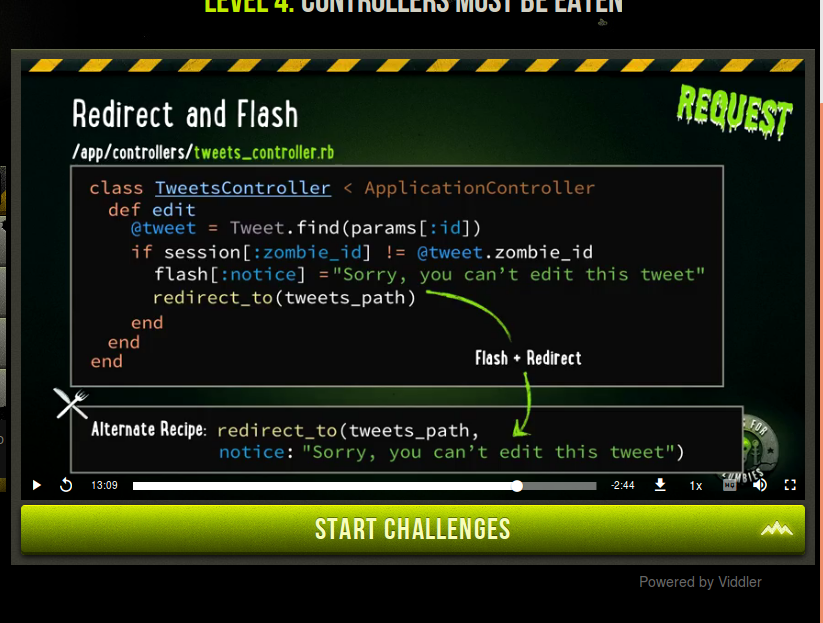 LEVEL 4: CONTROLLERS MUST BE EATEN
Redirect and Flash
REQUEST
/app/controllers/tweets_controller.rb
class TweetsController < ApplicationController
def edit
@tweet = Tweet.find(params[:id])
if session[:zombie_id] != @tweet.zombie_id
flash[:notice] ="Sorry, you can’t edit this tweet"
redirect_to(tweets_path)
end
end
end
Flash + Redirect
Alternate Recipe: redirect_to(tweets_path,
notice: "Sorry, you can’t edit this tweet")
FOR
ZOMBIES
13:09 -2:44 1x HQ
START CHALLENGES
Powered by Viddler